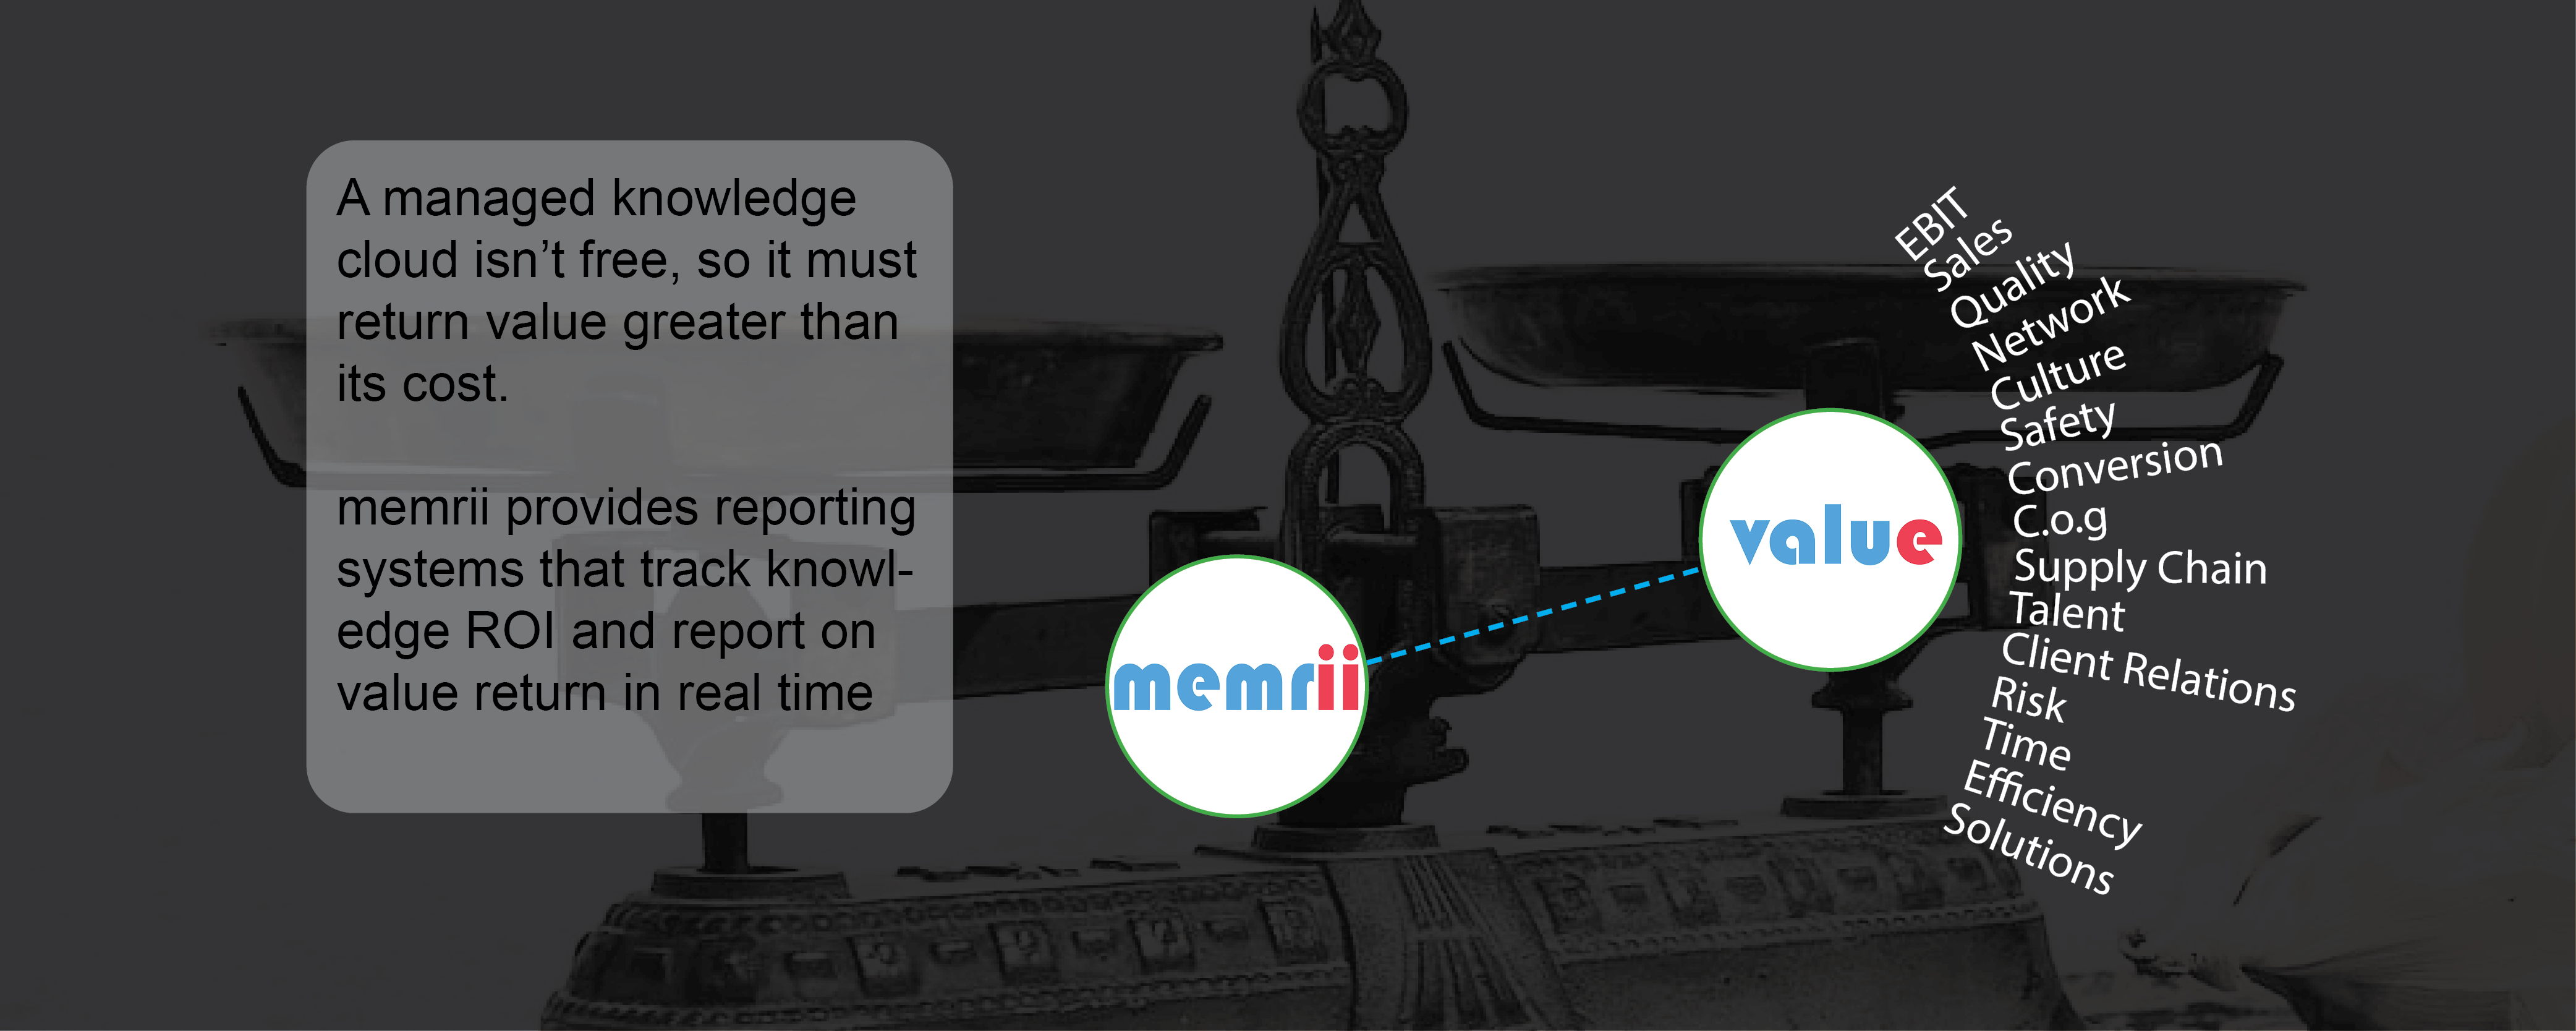 A managed knowledge
cloud isn’t free, so it must
return value greater than
its cost.
memrii provides reporting
systems that track knowl-
edge ROI and report on
value return in real time
memrii
value
EBIT
Sales
Quality
Network
Culture
Safety
Conversion
C.o.g
Supply Chain
Talent
Client Relations
Risk
Time
Efficiency
Solutions